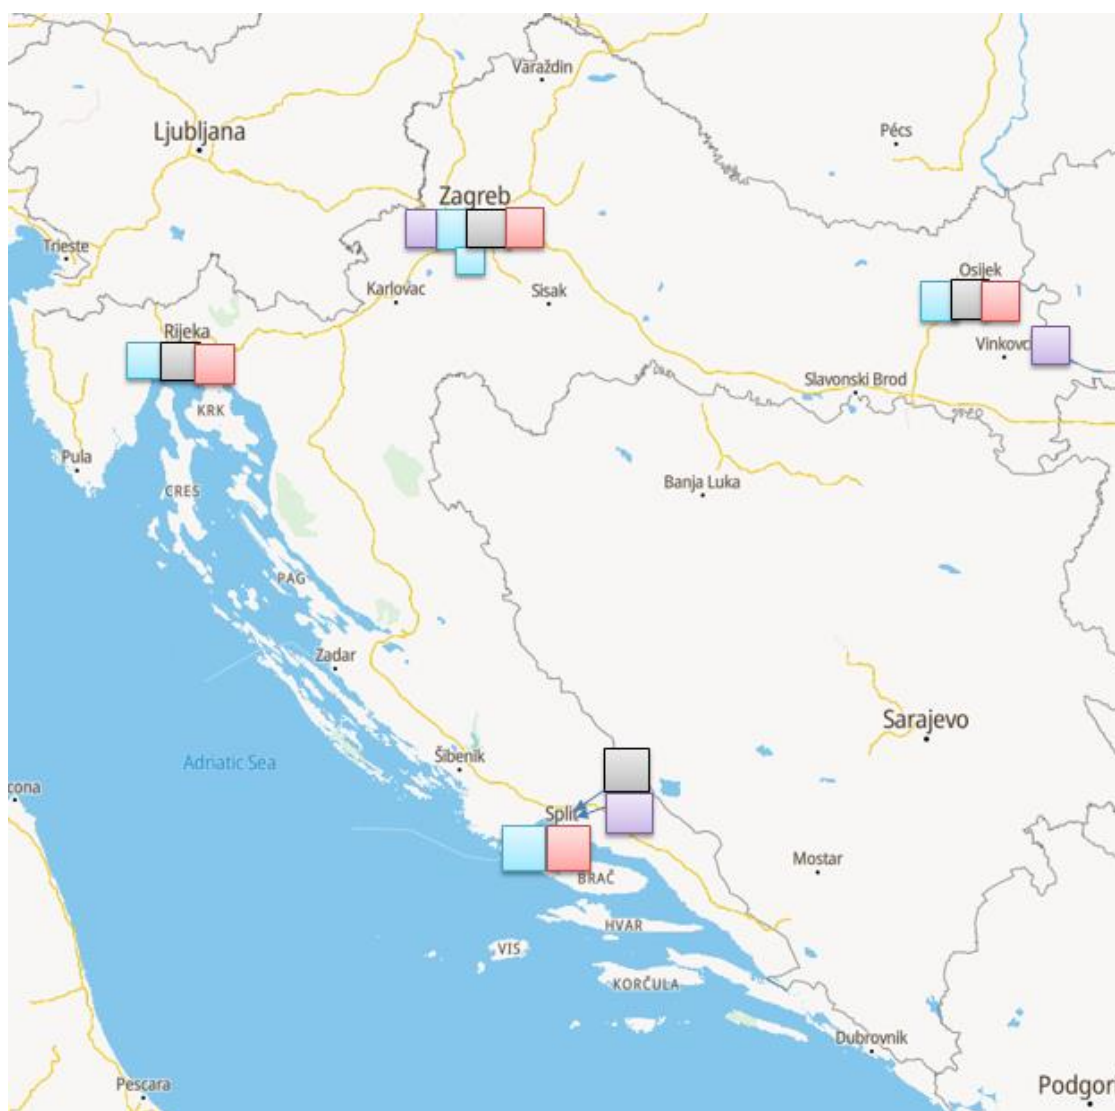 Varaždin
Ljubljana
Pécs
Zagreb
Trieste
Osijek
Karlovac
Sisak
Rijeka
Vinkovc
Slavonski Brod
KRK
Pula
Banja Luka
CRES
PAG
Zadar
Sarajevo
Šibenik
Adriatic Sea
cona
Split
Mostar
BRAČ
HVAR
VIS
KORČULA
Dubrovnik
Pescara
Podgor